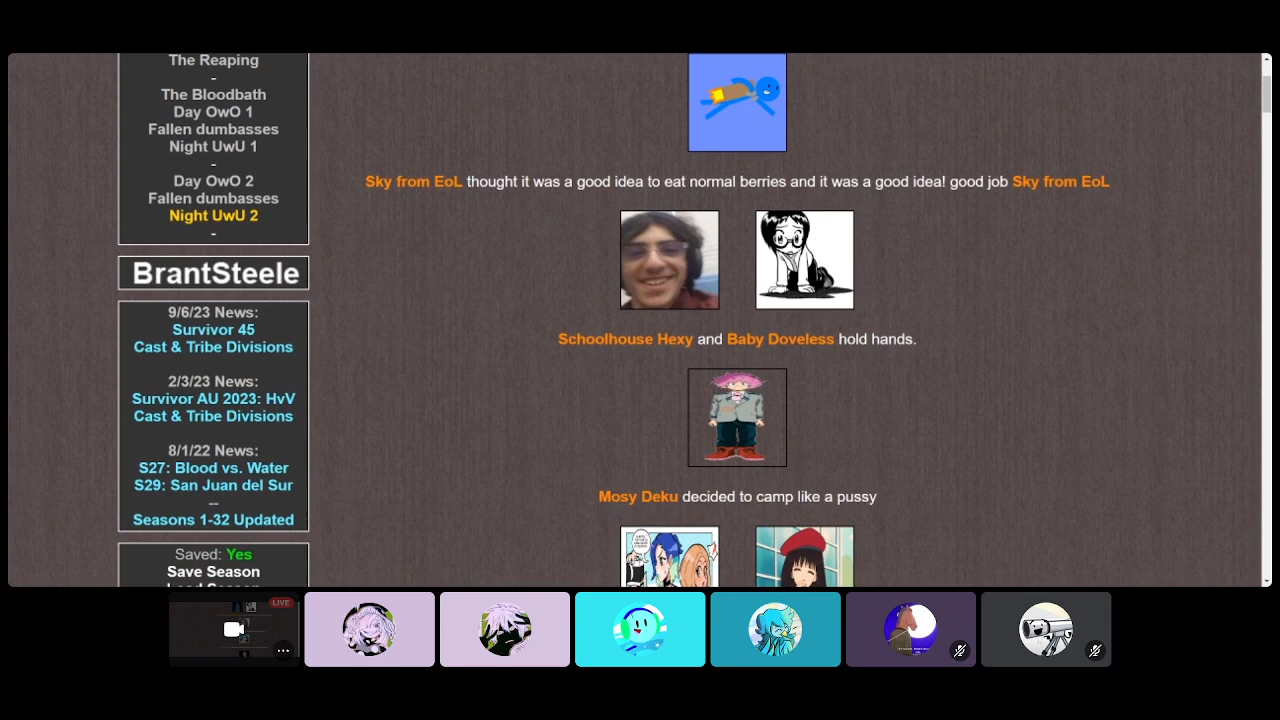 The Reaping
-
The Bloodbath
Day OwO 1
Fallen dumbasses
Night UwU 1
-
Day OwO 2
Fallen dumbasses
Night UwU 2
-
BrantSteele
9/6/23 News:
Survivor 45
Cast & Tribe Divisions
2/3/23 News:
Survivor AU 2023: HvV
Cast & Tribe Divisions
8/1/22 News:
S27: Blood vs. Water
S29: San Juan del Sur
--
Seasons 1-32 Updated
Saved: Yes
Save Season
Load Season
Sky from EoL thought it was a good idea to eat normal berries and it was a good idea! good job Sky from EoL
Schoolhouse Hexy and Baby Doveless hold hands.
Mosy Deku decided to camp like a pussy
LIVE